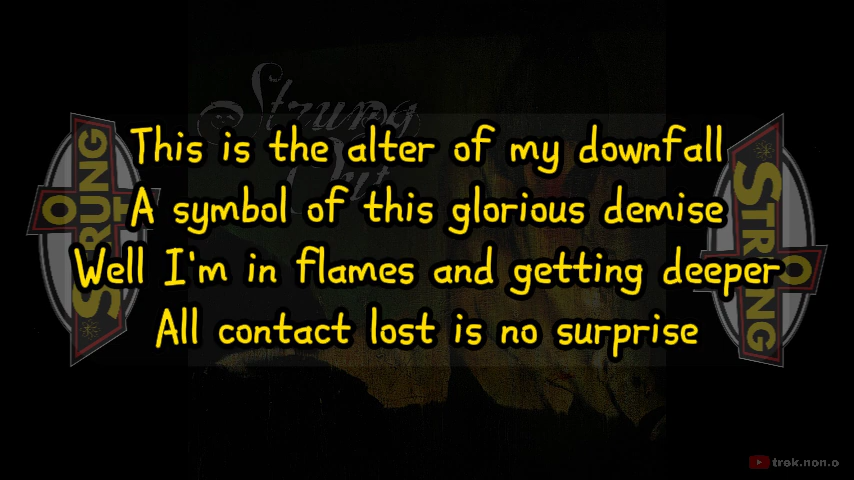 Strung
Out
STRUNG
O T
This is the alter of my downfall
A symbol of this glorious demise
Well I'm in flames and getting deeper
All contact lost is no surprise
STRUNG
O
trek.non.o